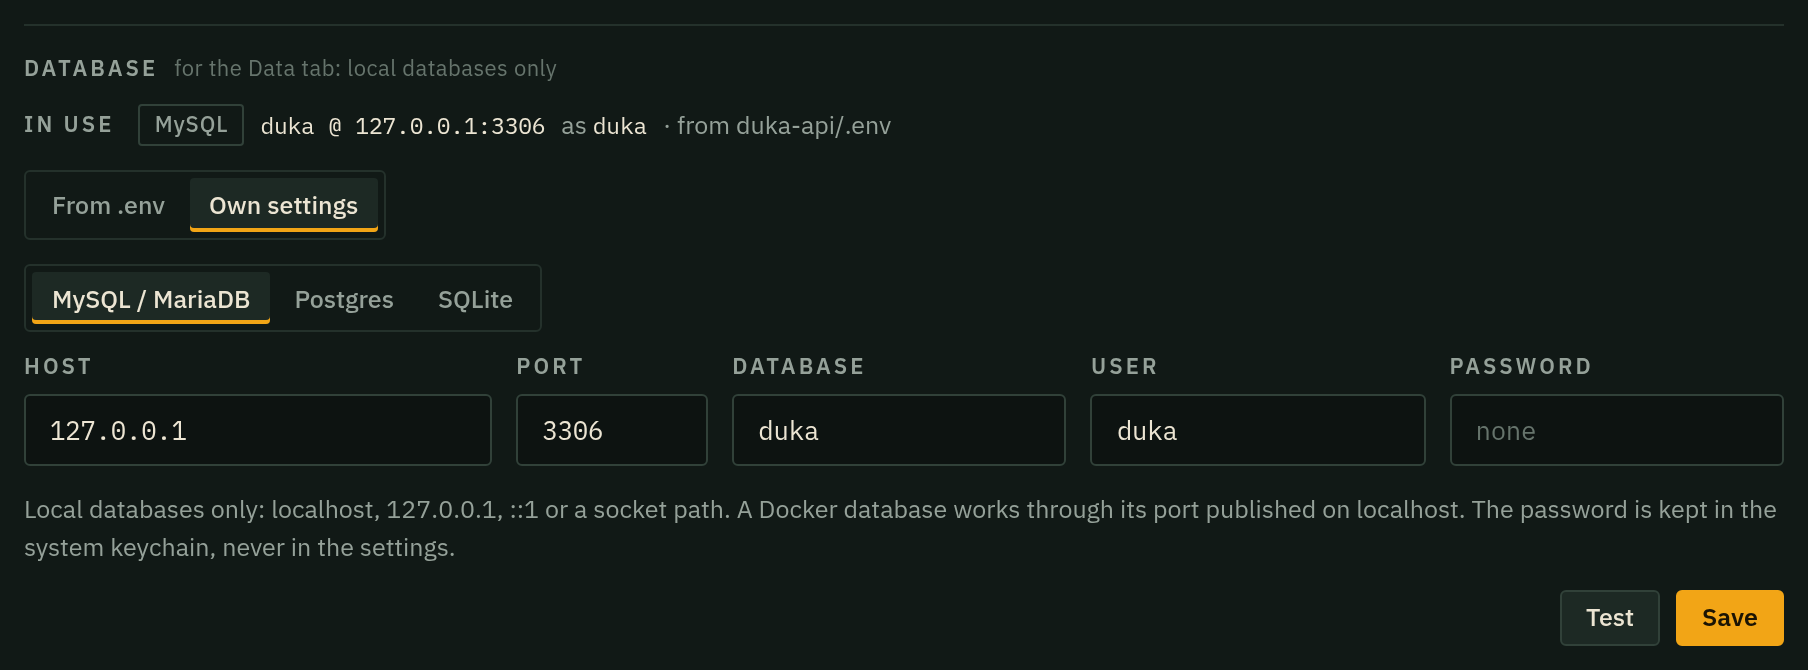 DATABASE for the Data tab: local databases only
IN USE MySQL duka @ 127.0.0.1:3306 as duka · from duka-api/.env
From .env Own settings
MySQL / MariaDB Postgres SQLite
HOST PORT DATABASE USER PASSWORD
127.0.0.1 3306 duka duka none
Local databases only: localhost, 127.0.0.1, ::1 or a socket path. A Docker database works through its port published on localhost. The password is kept in the
system keychain, never in the settings.
Test Save